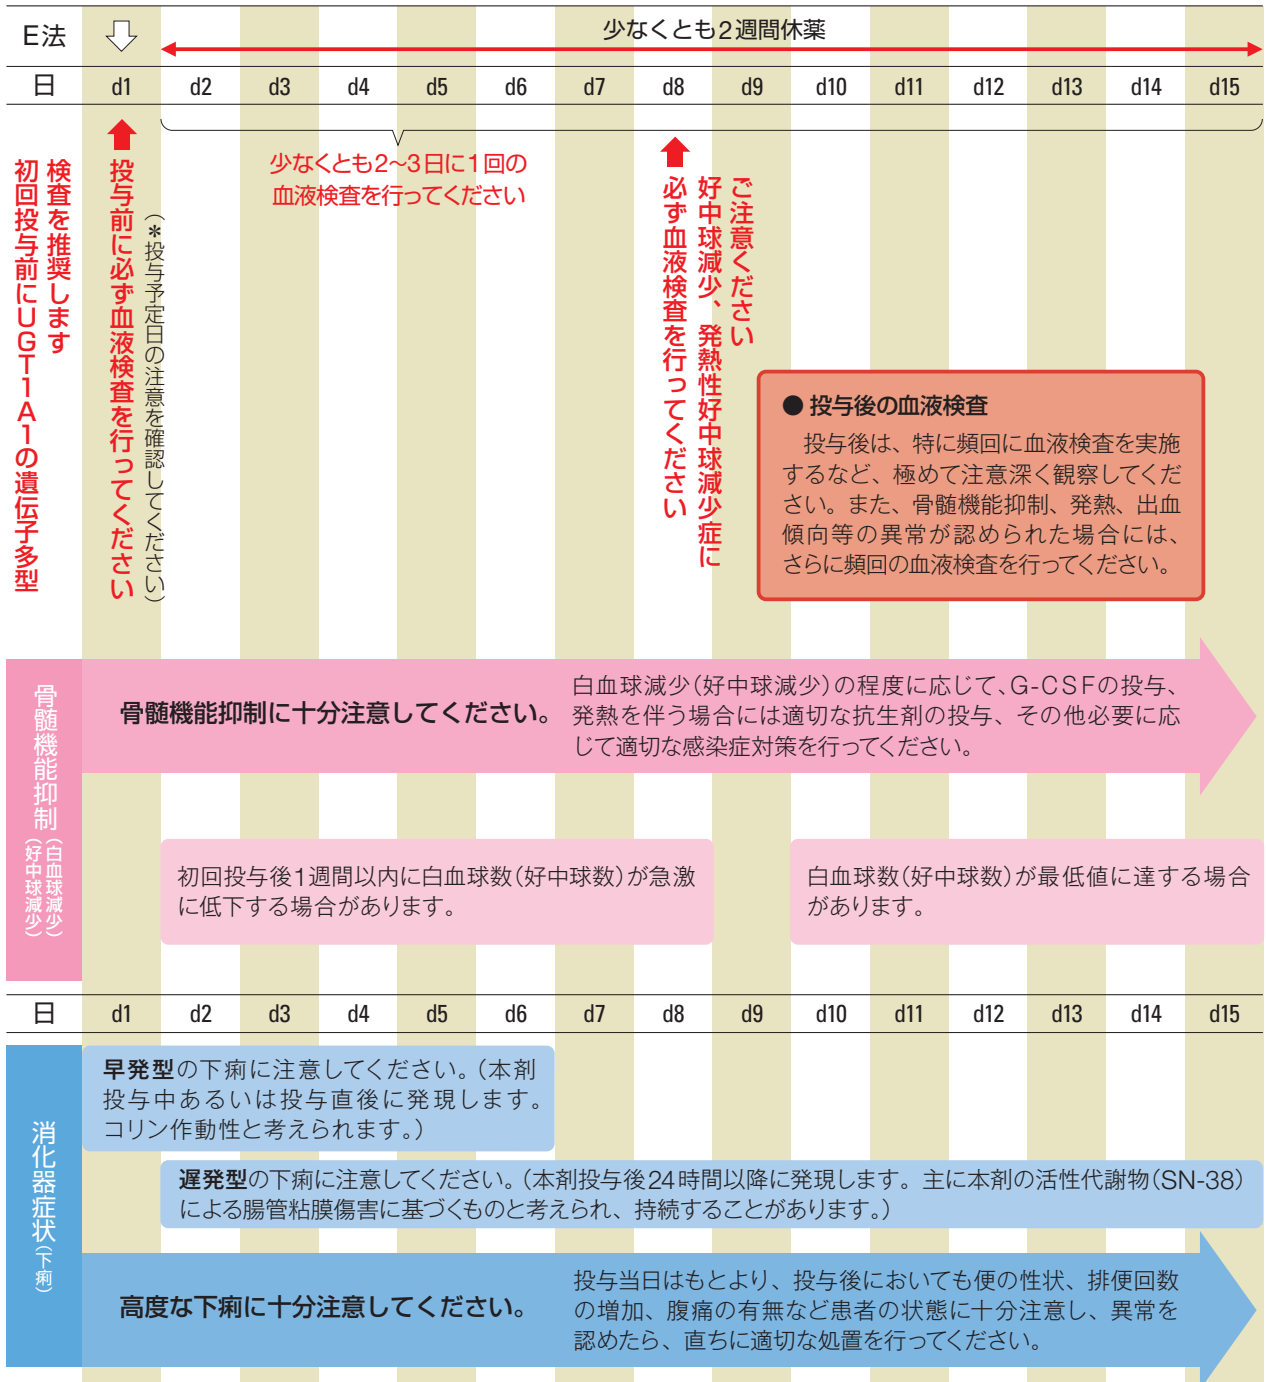 E法
少なくとも2週間休薬
日 d1 d2 d3 d4 d5 d6 d7 d8 d9 d10 d11 d12 d13 d14 d15
初回投与前にUGT1A1の遺伝子多型
検査を推奨します
投与前に必ず血液検査を行ってください
(*投与予定日の注意を確認してください)
少なくとも2~3日に1回の
血液検査を行ってください
必ず血液検査を行ってください
好中球減少、発熱性好中球減少症に
ご注意ください
● 投与後の血液検査
投与後は、特に頻回に血液検査を実施
するなど、極めて注意深く観察してくだ
さい。また、骨髄機能抑制、発熱、出血
傾向等の異常が認められた場合には、
さらに頻回の血液検査を行ってください。
骨髄機能抑制
(白血球減少)
(好中球減少)
骨髄機能抑制に十分注意してください。
白血球減少(好中球減少)の程度に応じて、G-CSFの投与、
発熱を伴う場合には適切な抗生剤の投与、その他必要に応
じて適切な感染症対策を行ってください。
初回投与後1週間以内に白血球数(好中球数)が急激
に低下する場合があります。
白血球数(好中球数)が最低値に達する場合
があります。
日 d1 d2 d3 d4 d5 d6 d7 d8 d9 d10 d11 d12 d13 d14 d15
消化器症状(下痢)
早発型の下痢に注意してください。(本剤
投与中あるいは投与直後に発現します。
コリン作動性と考えられます。)
遅発型の下痢に注意してください。(本剤投与後24時間以降に発現します。主に本剤の活性代謝物(SN-38)
による腸管粘膜傷害に基づくものと考えられ、持続することがあります。)
高度な下痢に十分注意してください。
投与当日はもとより、投与後においても便の性状、排便回数
の増加、腹痛の有無など患者の状態に十分注意し、異常を
認めたら、直ちに適切な処置を行ってください。